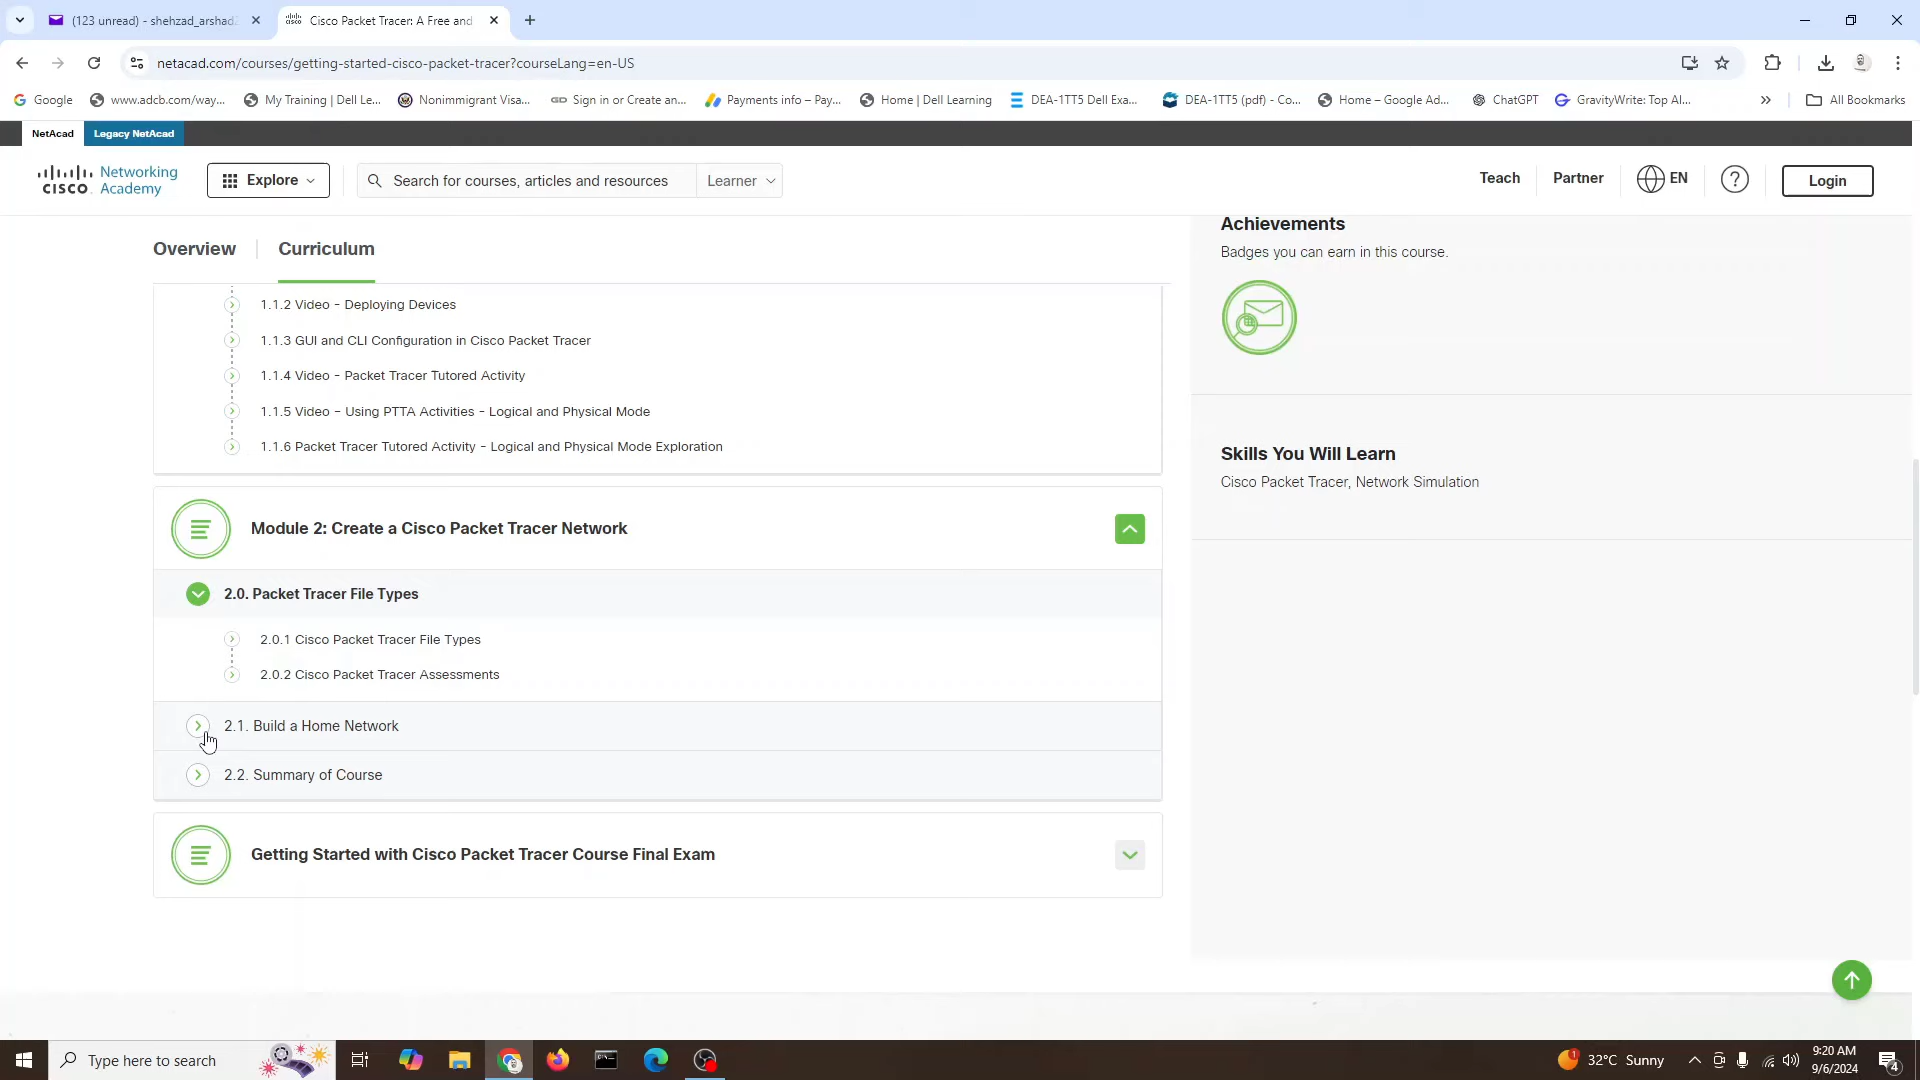 (123 unread) - shehzad_arshad
Cisco Packet Tracer: A Free and
netacad.com/courses/getting-started-cisco-packet-tracer?courseLang=en-US
Google
www.adcb.com/way...
My Training | Dell Le...
Nonimmigrant Visa...
Sign in or Create an...
Payments info – Pay...
Home | Dell Learning
DEA-1TT5 Dell Exa...
DEA-1TT5 (pdf) - Co...
Home – Google Ad...
ChatGPT
GravityWrite: Top Al...
»
All Bookmarks
NetAcad
Legacy NetAcad
CISCO
Networking
Academy
Explore
Search for courses, articles and resources
Learner
Teach
Partner
EN
?
Login
Overview
Curriculum
1.1.2 Video - Deploying Devices
1.1.3 GUI and CLI Configuration in Cisco Packet Tracer
1.1.4 Video - Packet Tracer Tutored Activity
1.1.5 Video - Using PTTA Activities - Logical and Physical Mode
1.1.6 Packet Tracer Tutored Activity - Logical and Physical Mode Exploration
Module 2: Create a Cisco Packet Tracer Network
2.0. Packet Tracer File Types
2.0.1 Cisco Packet Tracer File Types
2.0.2 Cisco Packet Tracer Assessments
2.1. Build a Home Network
2.2. Summary of Course
Getting Started with Cisco Packet Tracer Course Final Exam
Achievements
Badges you can earn in this course.
Skills You Will Learn
Cisco Packet Tracer, Network Simulation
Type here to search
1
32°C Sunny
9:20 AM
9/6/2024
4